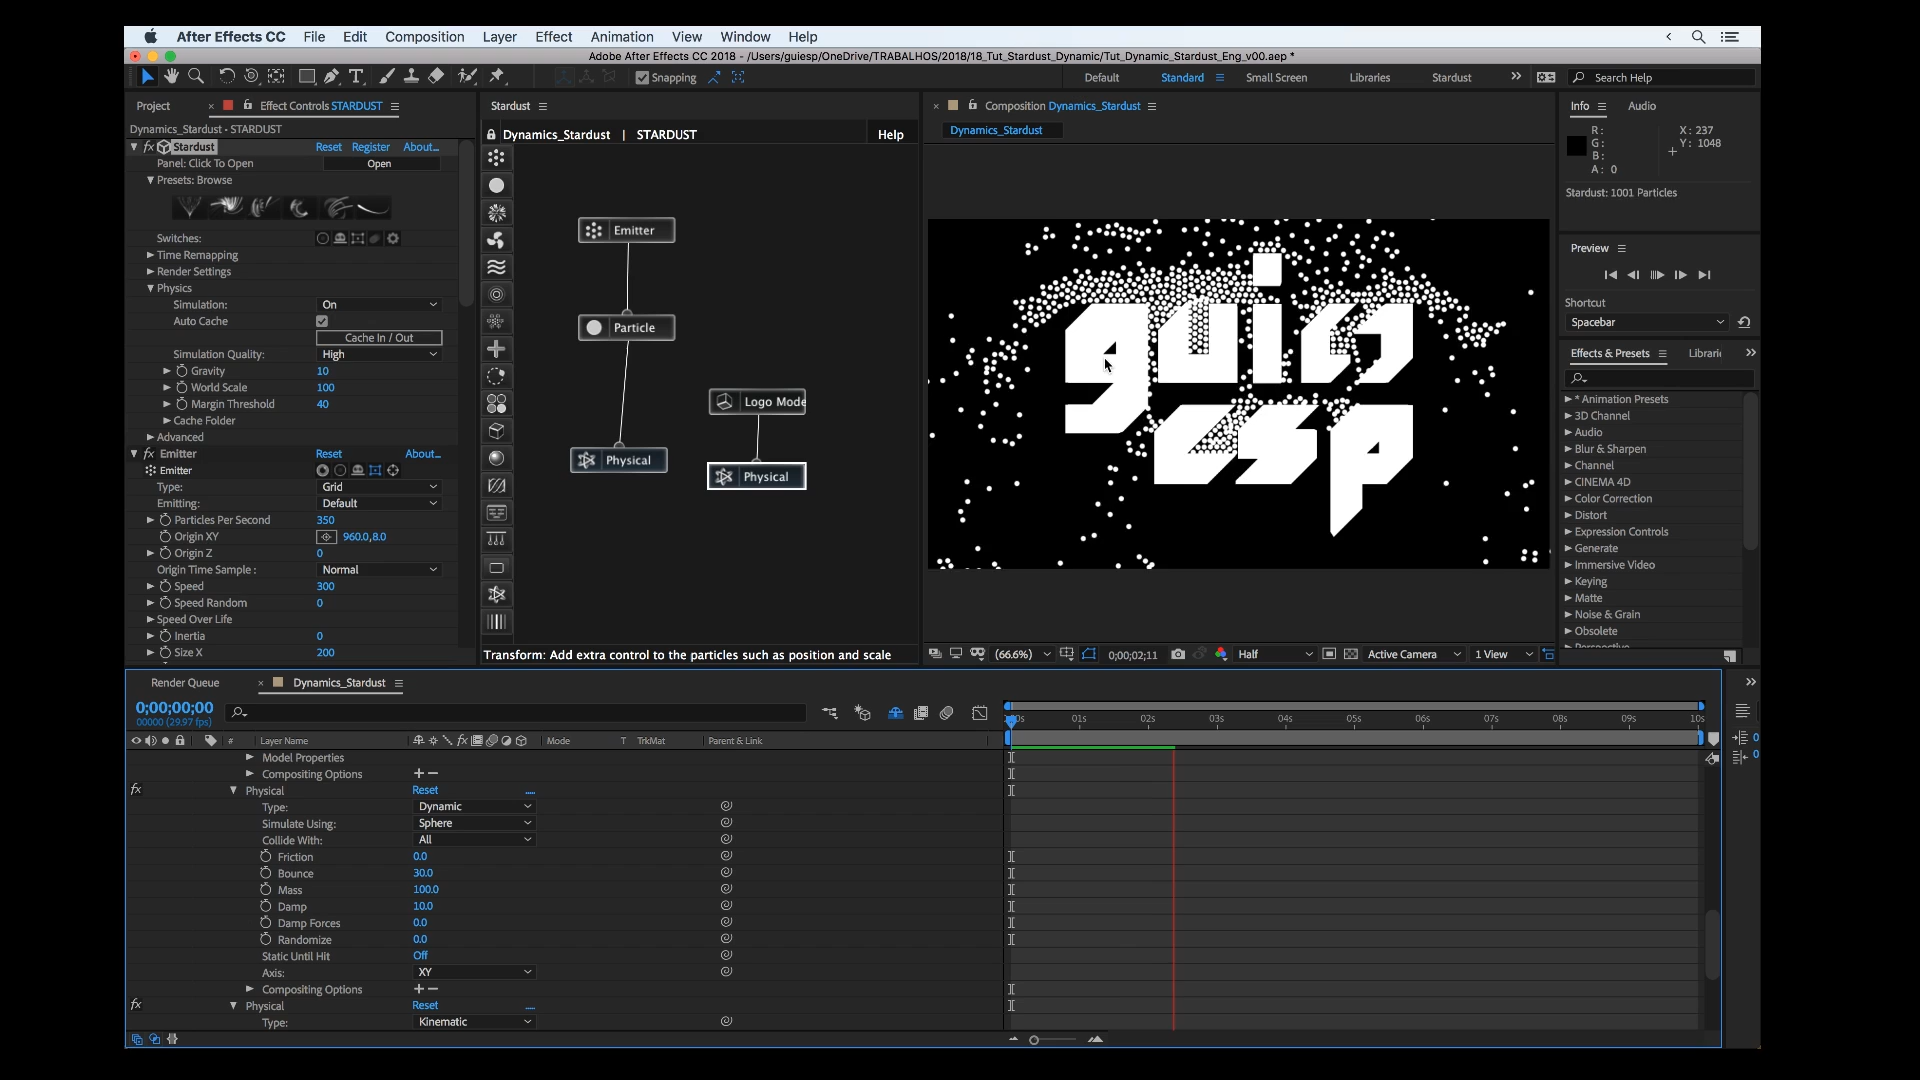 After Effects CC File Edit Composition Layer Effect Animation View Window Help
Adobe After Effects CC 2018 - /Users/guiesp/OneDrive/TRABALHOS/2018/18_Tut_Stardust_Dynamic/Tut_Dynamic_Stardust_Eng_v00.aep *
Snapping
Default Standard Small Screen Libraries Stardust Search Help
Project Effect Controls STARDUST
Dynamics_Stardust • STARDUST
fx Stardust Reset Register About...
Panel: Click To Open Open
Presets: Browse
Switches:
Time Remapping
Render Settings
Physics
Simulation: On
Auto Cache
Cache In / Out
Simulation Quality: High
Gravity 10
World Scale 100
Margin Threshold 40
Cache Folder
Advanced
fx Emitter Reset About...
Emitter
Type: Grid
Emitting: Default
Particles Per Second 350
Origin XY 960.0,8.0
Origin Z 0
Origin Time Sample : Normal
Speed 300
Speed Random 0
Speed Over Life
Inertia 0
Size X 200
Stardust
Dynamics_Stardust | STARDUST Help
Emitter
Particle
Logo Mode
Physical
Physical
Transform: Add extra control to the particles such as position and scale
Composition Dynamics_Stardust
Dynamics_Stardust
guiesp
(66.6%) 0;00;02;11 Half Active Camera 1 View
Info Audio
R:
G:
B:
A: 0
X: 237
Y: 1048
Stardust: 1001 Particles
Preview
Shortcut
Spacebar
Effects & Presets Librari
* Animation Presets
3D Channel
Audio
Blur & Sharpen
Channel
CINEMA 4D
Color Correction
Distort
Expression Controls
Generate
Immersive Video
Keying
Matte
Noise & Grain
Obsolete
Perspective
Render Queue Dynamics_Stardust
0;00;00;00
00000 (29.97 fps)
# Layer Name fx Mode T TrkMat Parent & Link
01s 02s 03s 04s 05s 06s 07s 08s 09s 10s
Model Properties
Compositing Options
fx Physical Reset
Type: Dynamic
Simulate Using: Sphere
Collide With: All
Friction 0.0
Bounce 30.0
Mass 100.0
Damp 10.0
Damp Forces 0.0
Randomize 0.0
Static Until Hit Off
Axis: XY
Compositing Options
fx Physical Reset
Type: Kinematic
0
0